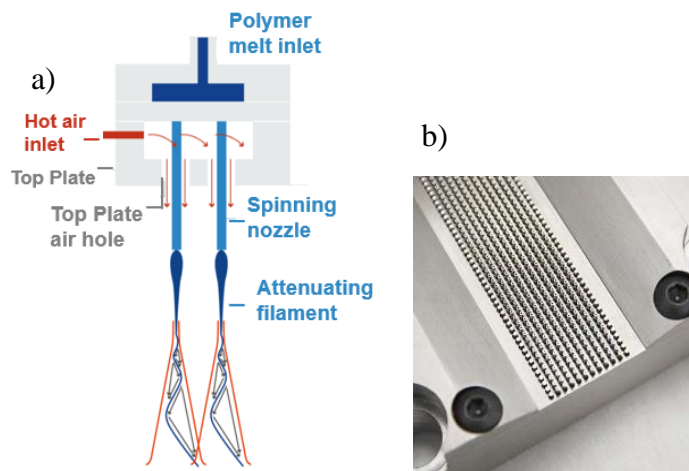 Polymer
melt inlet
a)
Hot air
inlet
Top Plate
Top Plate
air hole
Spinning
nozzle
Attenuating
filament
b)